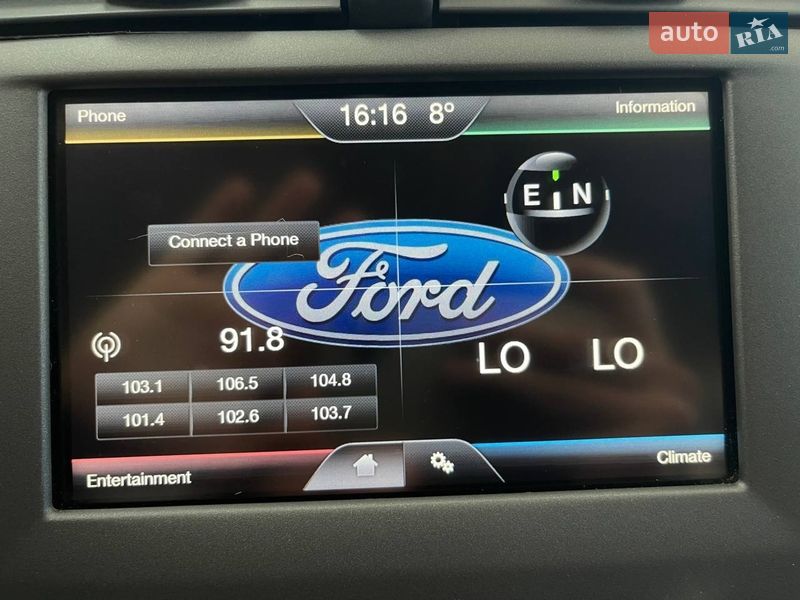 auto RIA
.com
Phone
16:16 8°
Information
E N
Connect a Phone
Ford
91.8
LO LO
103.1 106.5 104.8
101.4 102.6 103.7
Entertainment
Climate